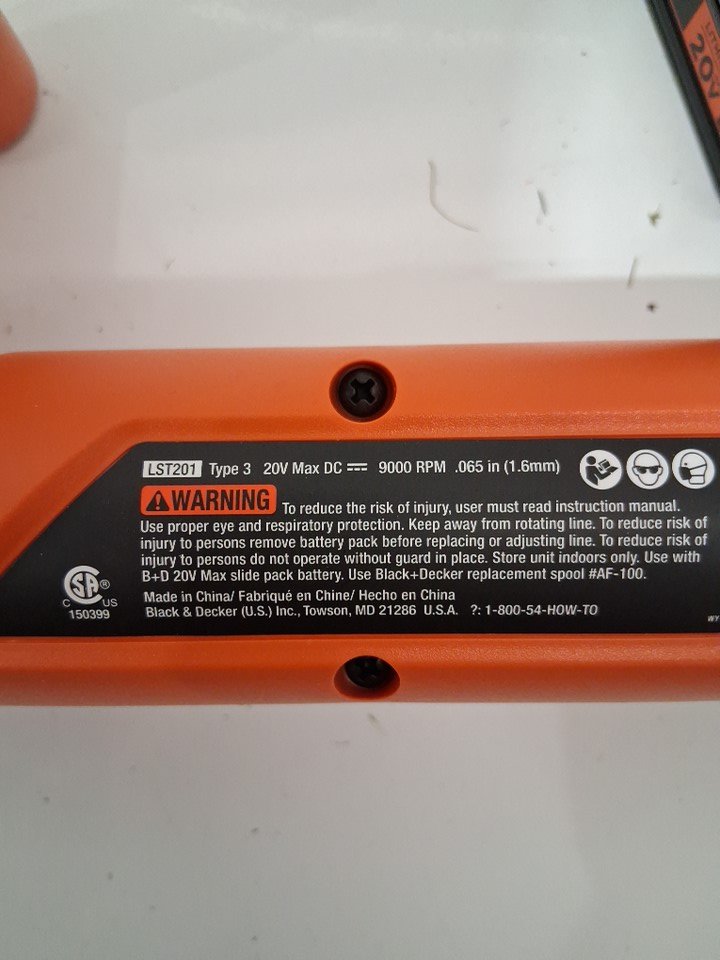 20V
LST201 Type 3 20V Max DC 9000 RPM .065 in (1.6mm)
WARNING To reduce the risk of injury, user must read instruction manual.
Use proper eye and respiratory protection. Keep away from rotating line. To reduce risk of
injury to persons remove battery pack before replacing or adjusting line. To reduce risk of
injury to persons do not operate without guard in place. Store unit indoors only. Use with
B+D 20V Max slide pack battery. Use Black+Decker replacement spool #AF-100.
Made in China/ Fabriqué en Chine/ Hecho en China
Black & Decker (U.S.) Inc., Towson, MD 21286 U.S.A. ?: 1-800-54-HOW-TO
SA®
C US
150399
WY